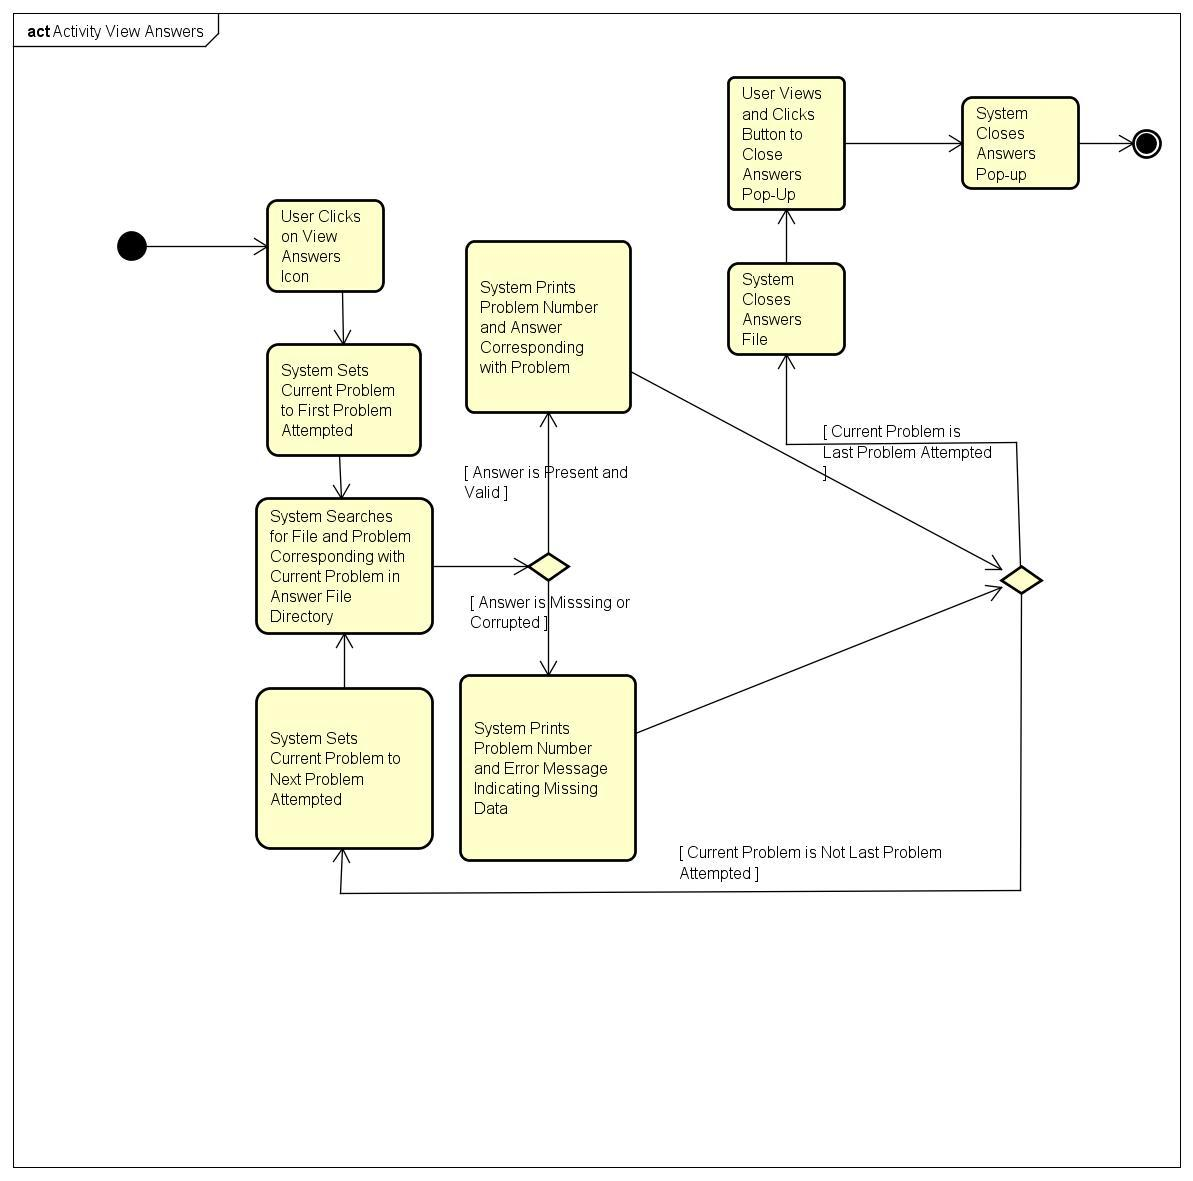 act Activity View Answers
User Clicks
on View
Answers
Icon
System Sets
Current Problem
to First Problem
Attempted
System Searches
for File and Problem
Corresponding with
Current Problem in
Answer File
Directory
System Sets
Current Problem to
Next Problem
Attempted
System Prints
Problem Number
and Answer
Corresponding
with Problem
[ Answer is Present and
Valid ]
[ Answer is Misssing or
Corrupted ]
System Prints
Problem Number
and Error Message
Indicating Missing
Data
User Views
and Clicks
Button to
Close
Answers
Pop-Up
System
Closes
Answers
File
System
Closes
Answers
Pop-up
[ Current Problem is
Last Problem Attempted
]
[ Current Problem is Not Last Problem
Attempted ]